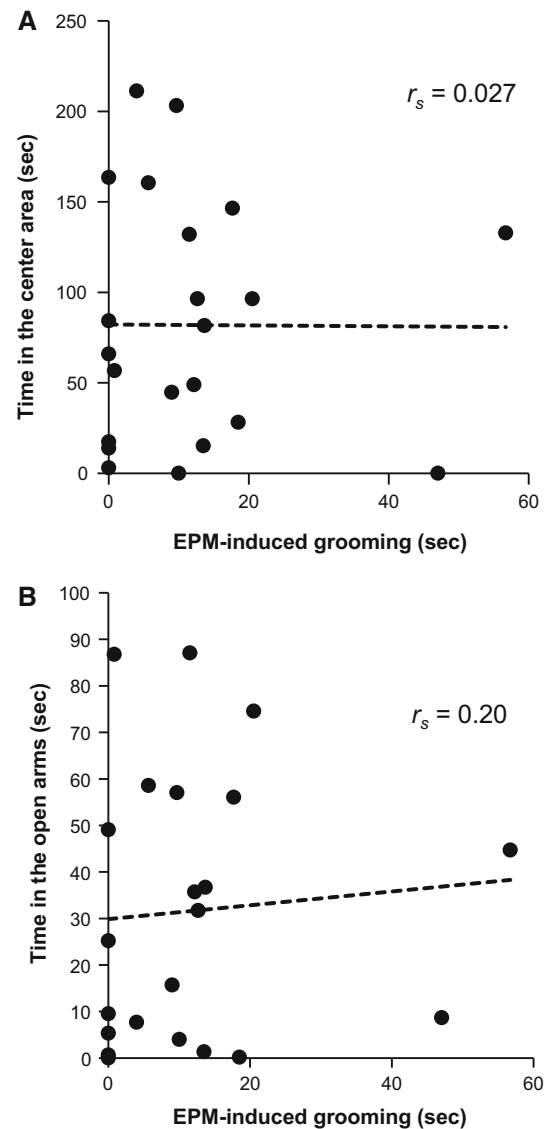 A
250
200
150
100
50
0
Time in the center area (sec)
rs = 0.027
0 20 40 60
EPM-induced grooming (sec)
B
100
90
80
70
60
50
40
30
20
10
0
Time in the open arms (sec)
rs = 0.20
0 20 40 60
EPM-induced grooming (sec)